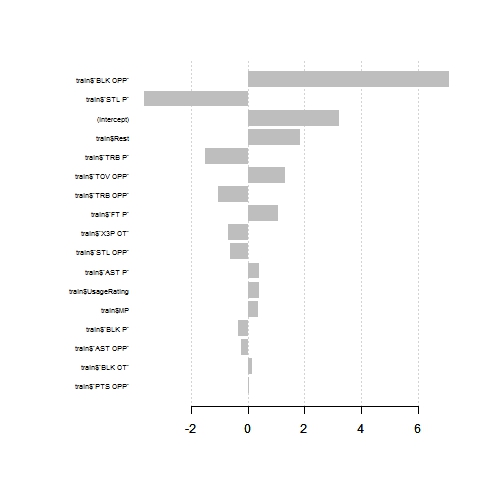 train$`BLK OPP`
train$`STL P`
(Intercept)
train$Rest
train$`TRB P`
train$`TOV OPP`
train$`TRB OPP`
train$`FT P`
train$`X3P OT`
train$`STL OPP`
train$`AST P`
train$UsageRating
train$MP
train$`BLK P`
train$`AST OPP`
train$`BLK OT`
train$`PTS OPP`
-2 0 2 4 6